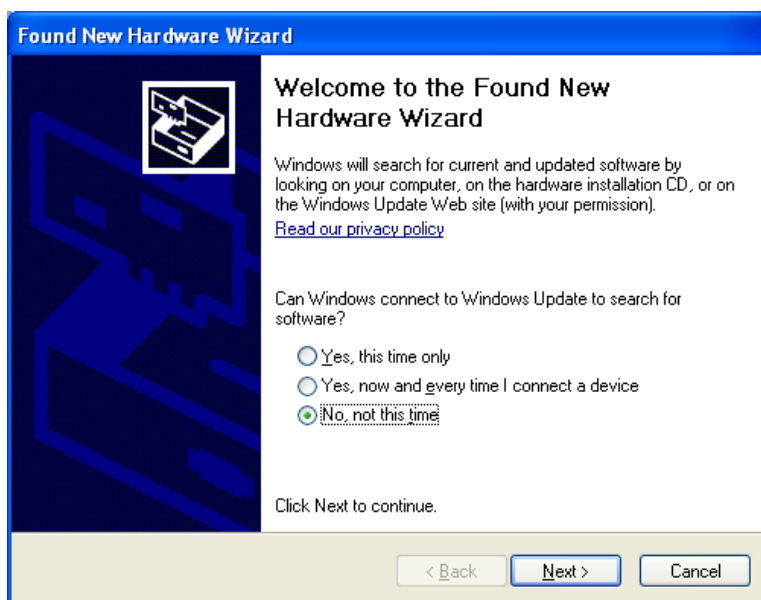 Found New Hardware Wizard
Welcome to the Found New
Hardware Wizard
Windows will search for current and updated software by
looking on your computer, on the hardware installation CD, or on
the Windows Update Web site (with your permission).
Read our privacy policy
Can Windows connect to Windows Update to search for
software?
Yes, this time only
Yes, now and every time I connect a device
No, not this time
Click Next to continue.
< Back
Next >
Cancel